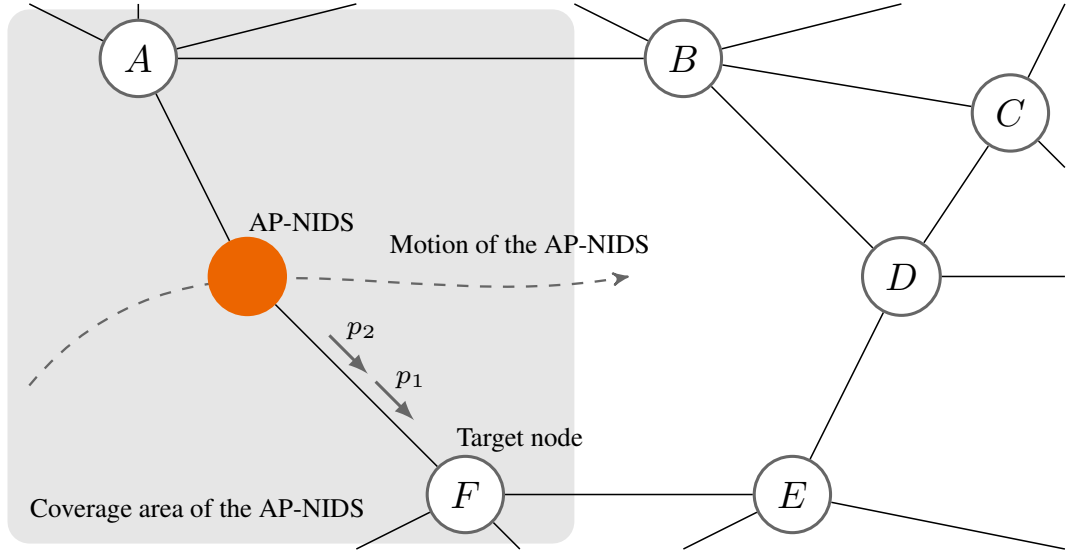 A
B
C
AP-NIDS
Motion of the AP-NIDS
D
p₂
p₁
Target node
F
E
Coverage area of the AP-NIDS